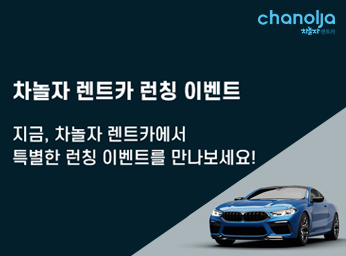 chanolja
차놀자 렌트카
차놀자 렌트카 런칭 이벤트
지금, 차놀자 렌트카에서
특별한 런칭 이벤트를 만나보세요!